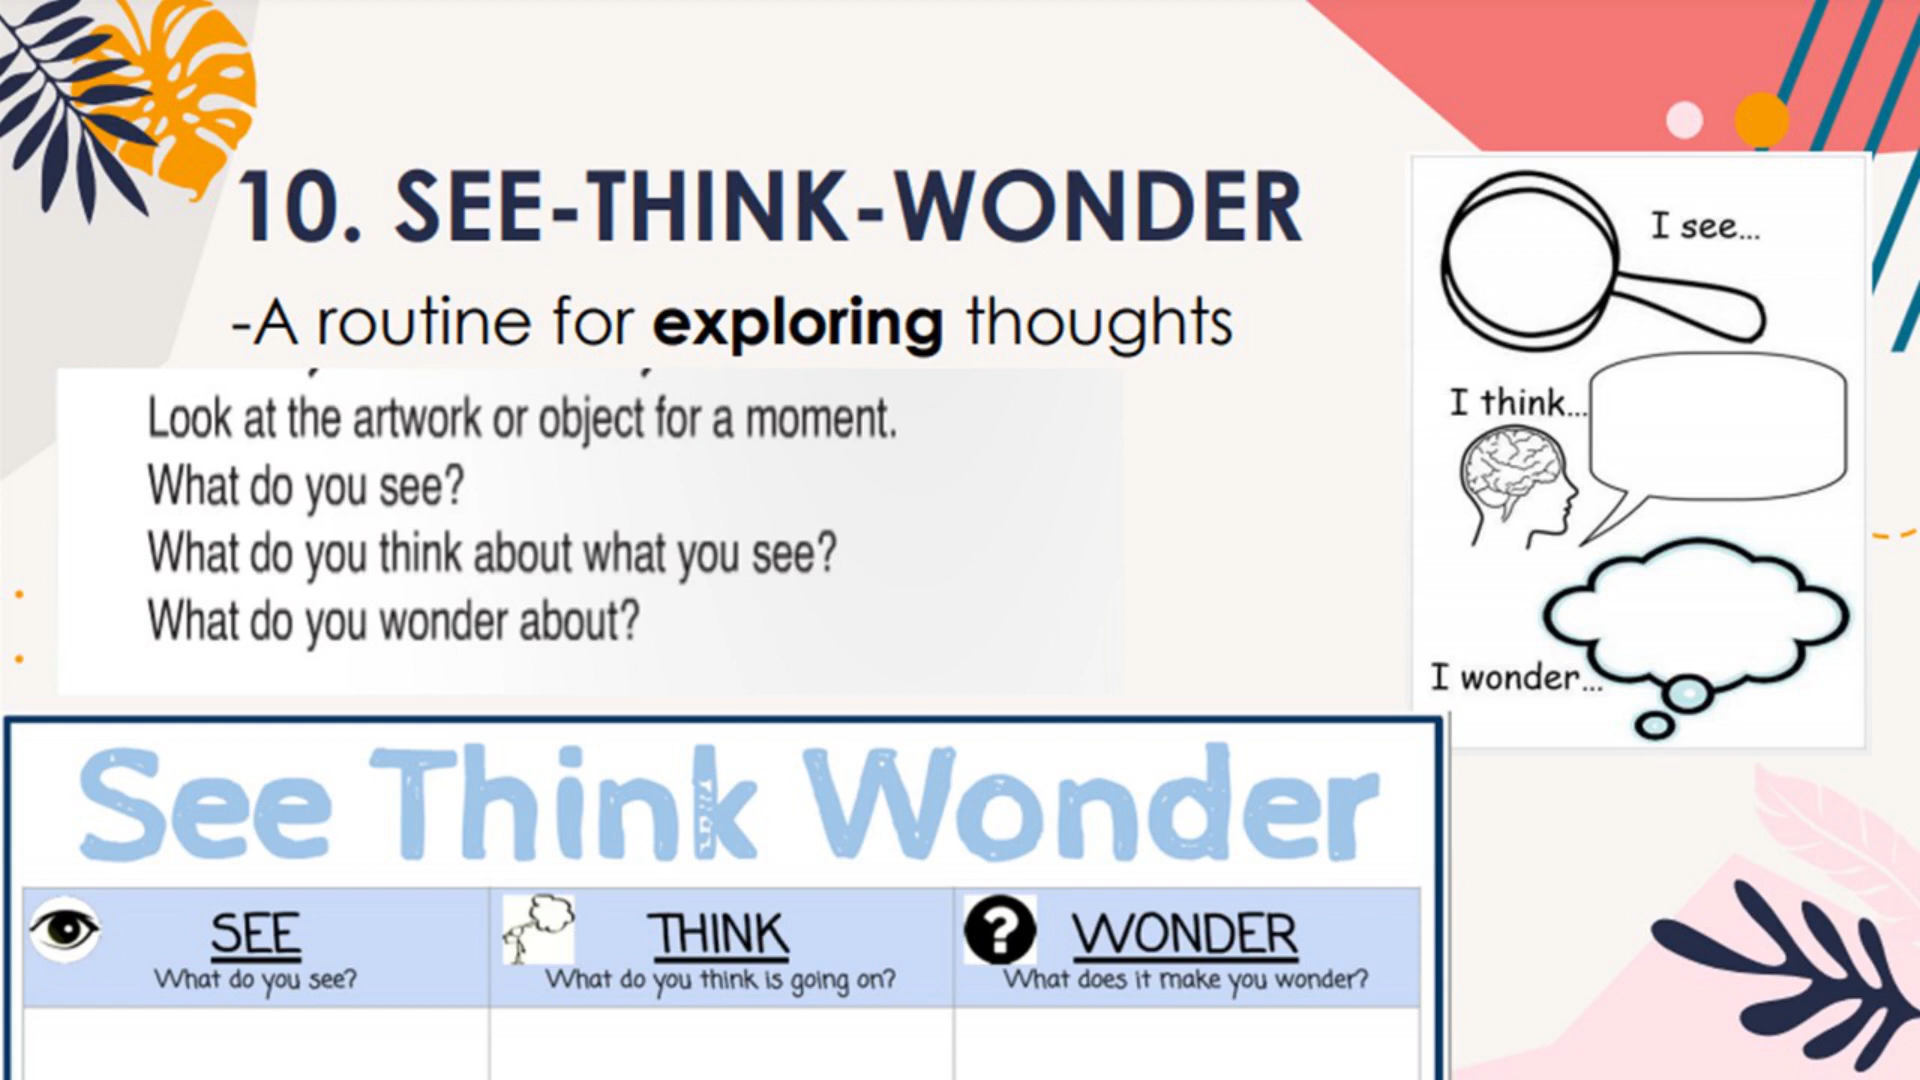 10. SEE-THINK-WONDER
-A routine for exploring thoughts
Look at the artwork or object for a moment.
What do you see?
What do you think about what you see?
What do you wonder about?
I see...
I think...
I wonder...
See Think Wonder
SEE
What do you see?
THINK
What do you think is going on?
WONDER
What does it make you wonder?